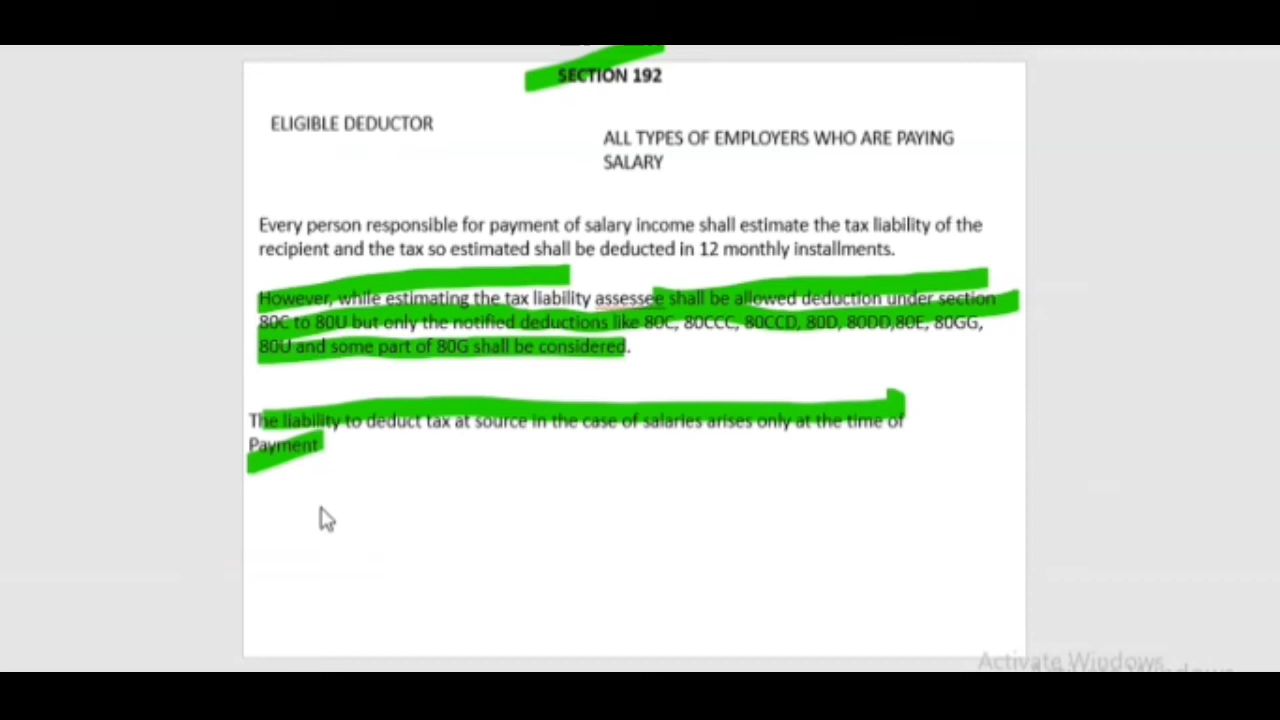 SECTION 192
ELIGIBLE DEDUCTOR
ALL TYPES OF EMPLOYERS WHO ARE PAYING
SALARY
Every person responsible for payment of salary income shall estimate the tax liability of the
recipient and the tax so estimated shall be deducted in 12 monthly installments.
However, while estimating the tax liability assessee shall be allowed deduction under section
80C to 80U but only the notified deductions like 80C, 80CCC, 80CCD, 80D, 80DD,80E, 80GG,
80U and some part of 80G shall be considered.
The liability to deduct tax at source in the case of salaries arises only at the time of
Payment
Activate Windows